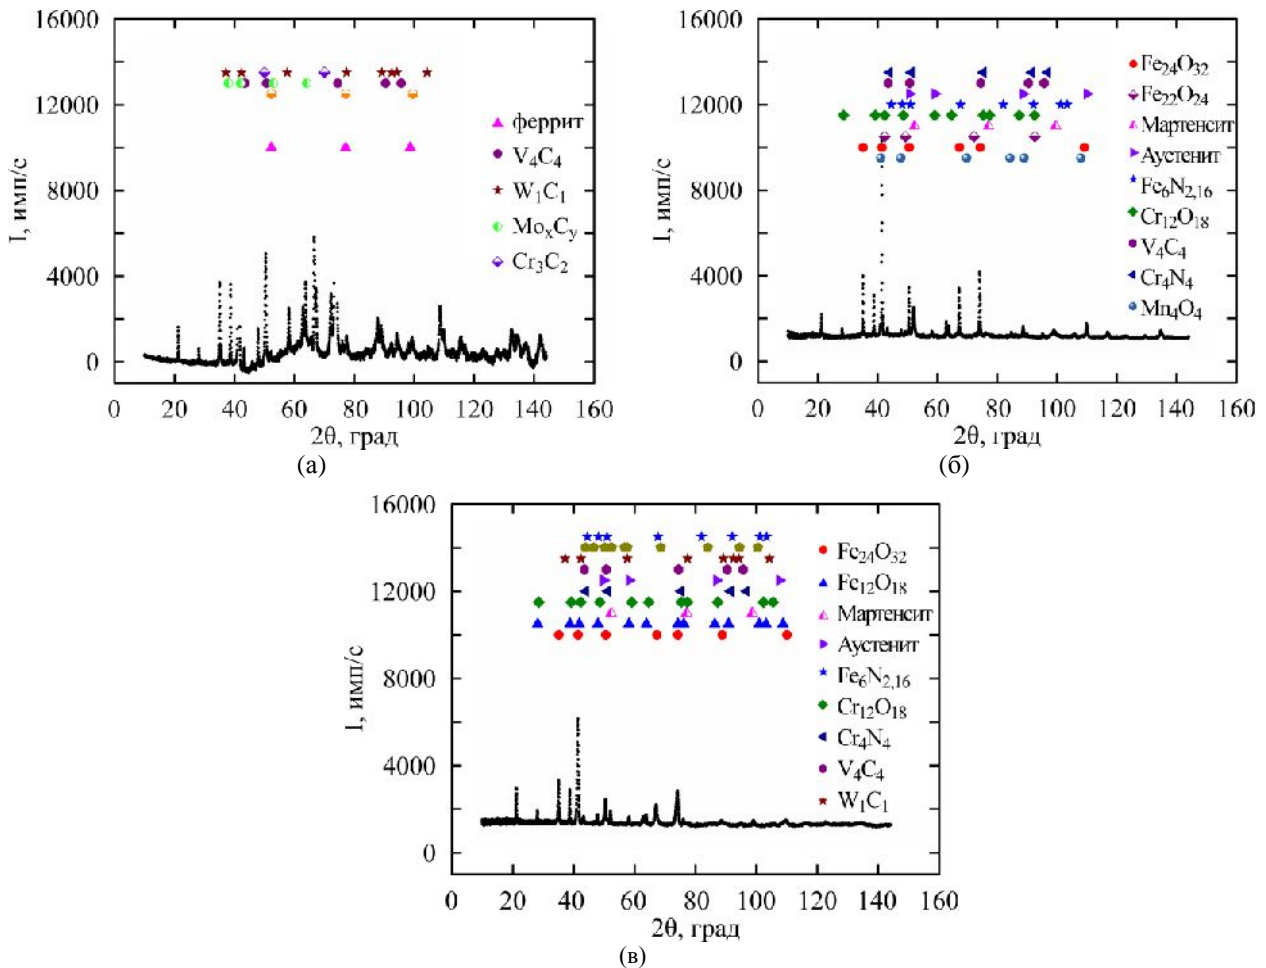 (а)
I, имп/с
16000
12000
8000
4000
0
феррит
V4C4
W1C1
MoxCy
Cr3C2
0 20 40 60 80 100 120 140 160
2θ, град
(а)
I, имп/с
16000
12000
8000
4000
0
Fe24O32
Fe22O24
Мартенсит
Аустенит
Fe6N2,16
Cr12O18
V4C4
Cr4N4
Mn4O4
0 20 40 60 80 100 120 140 160
2θ, град
(б)
I, имп/с
16000
12000
8000
4000
0
Fe24O32
Fe12O18
Мартенсит
Аустенит
Fe6N2,16
Cr12O18
Cr4N4
V4C4
W1C1
0 20 40 60 80 100 120 140 160
2θ, град
(в)